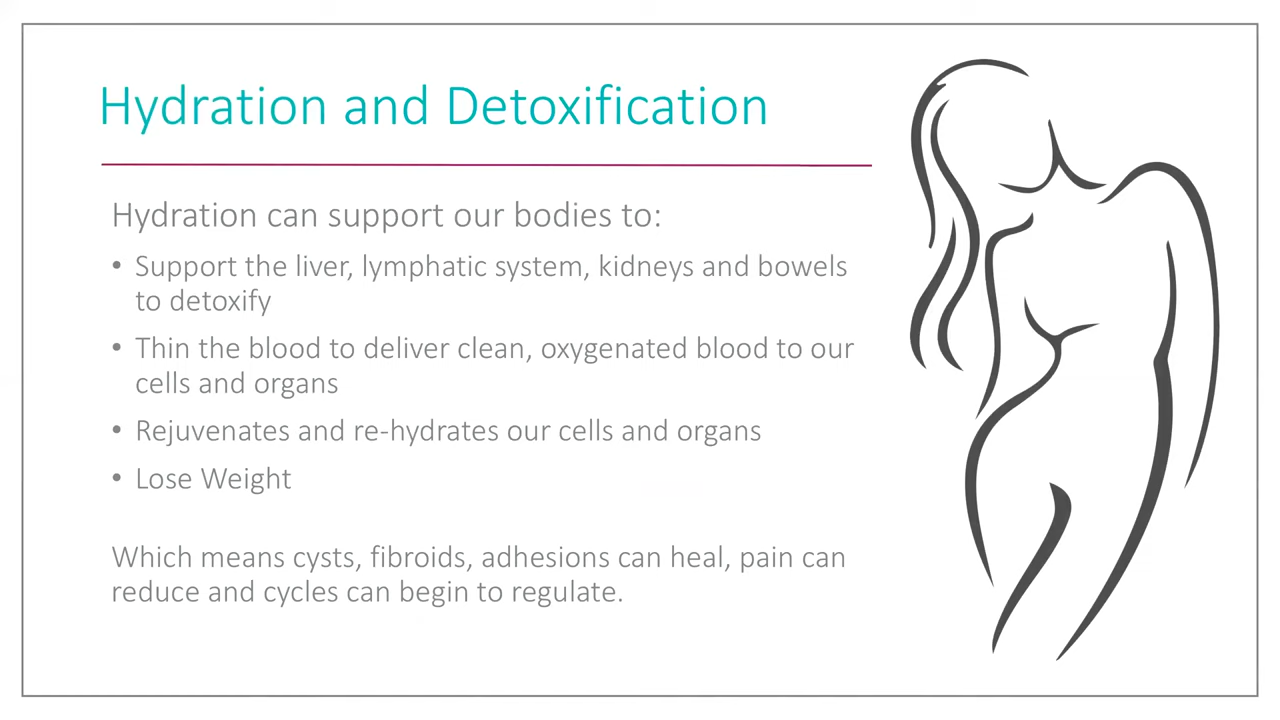 Hydration and Detoxification
Hydration can support our bodies to:
• Support the liver, lymphatic system, kidneys and bowels
to detoxify
• Thin the blood to deliver clean, oxygenated blood to our
cells and organs
• Rejuvenates and re-hydrates our cells and organs
• Lose Weight
Which means cysts, fibroids, adhesions can heal, pain can
reduce and cycles can begin to regulate.